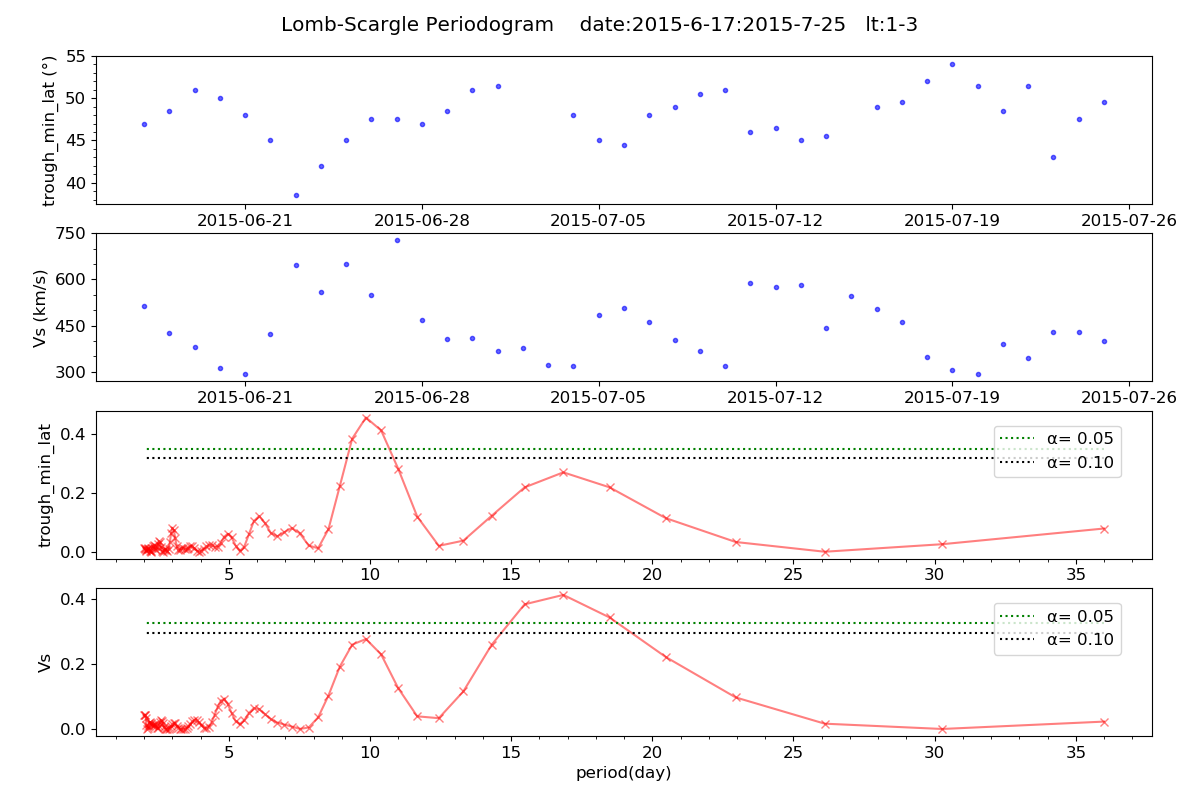 Lomb-Scargle Periodogram    date:2015-6-17:2015-7-25   lt:1-3
trough_min_lat (°)
55
50
45
40
2015-06-21 2015-06-28 2015-07-05 2015-07-12 2015-07-19 2015-07-26
Vs (km/s)
750
600
450
300
2015-06-21 2015-06-28 2015-07-05 2015-07-12 2015-07-19 2015-07-26
trough_min_lat
0.4
0.2
0.0
α= 0.05
α= 0.10
5 10 15 20 25 30 35
Vs
0.4
0.2
0.0
α= 0.05
α= 0.10
5 10 15 20 25 30 35
period(day)